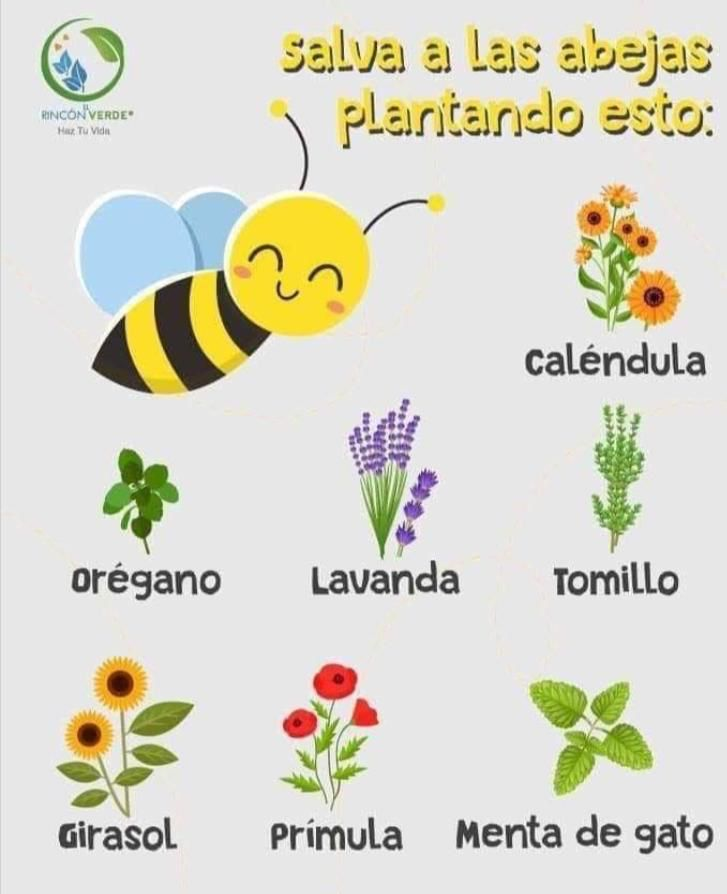 RINCÓN VERDE®
Haz Tu Vida
Salva a las abejas
plantando esto:
Caléndula
Orégano
Lavanda
Tomillo
Girasol
Prímula
Menta de gato